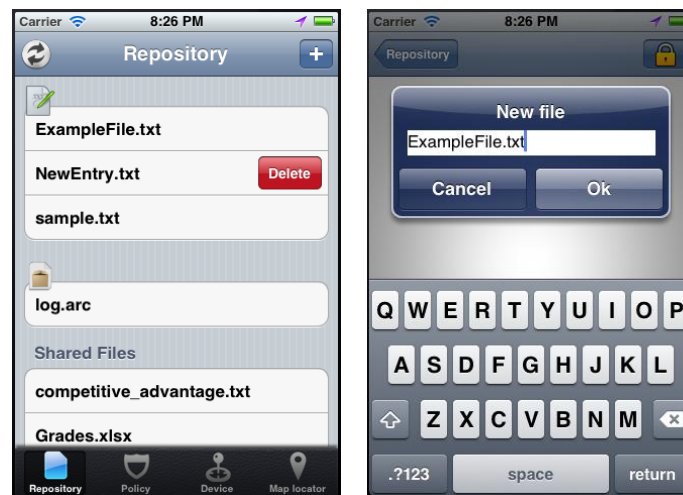 Carrier 8:26 PM
Repository
ExampleFile.txt
NewEntry.txt Delete
sample.txt
log.arc
Shared Files
competitive_advantage.txt
Grades.xlsx
Repository Policy Device Map locator
Carrier 8:26 PM
Repository
New file
ExampleFile.txt
Cancel Ok
Q W E R T Y U I O P
A S D F G H J K L
Z X C V B N M
.?123 space return